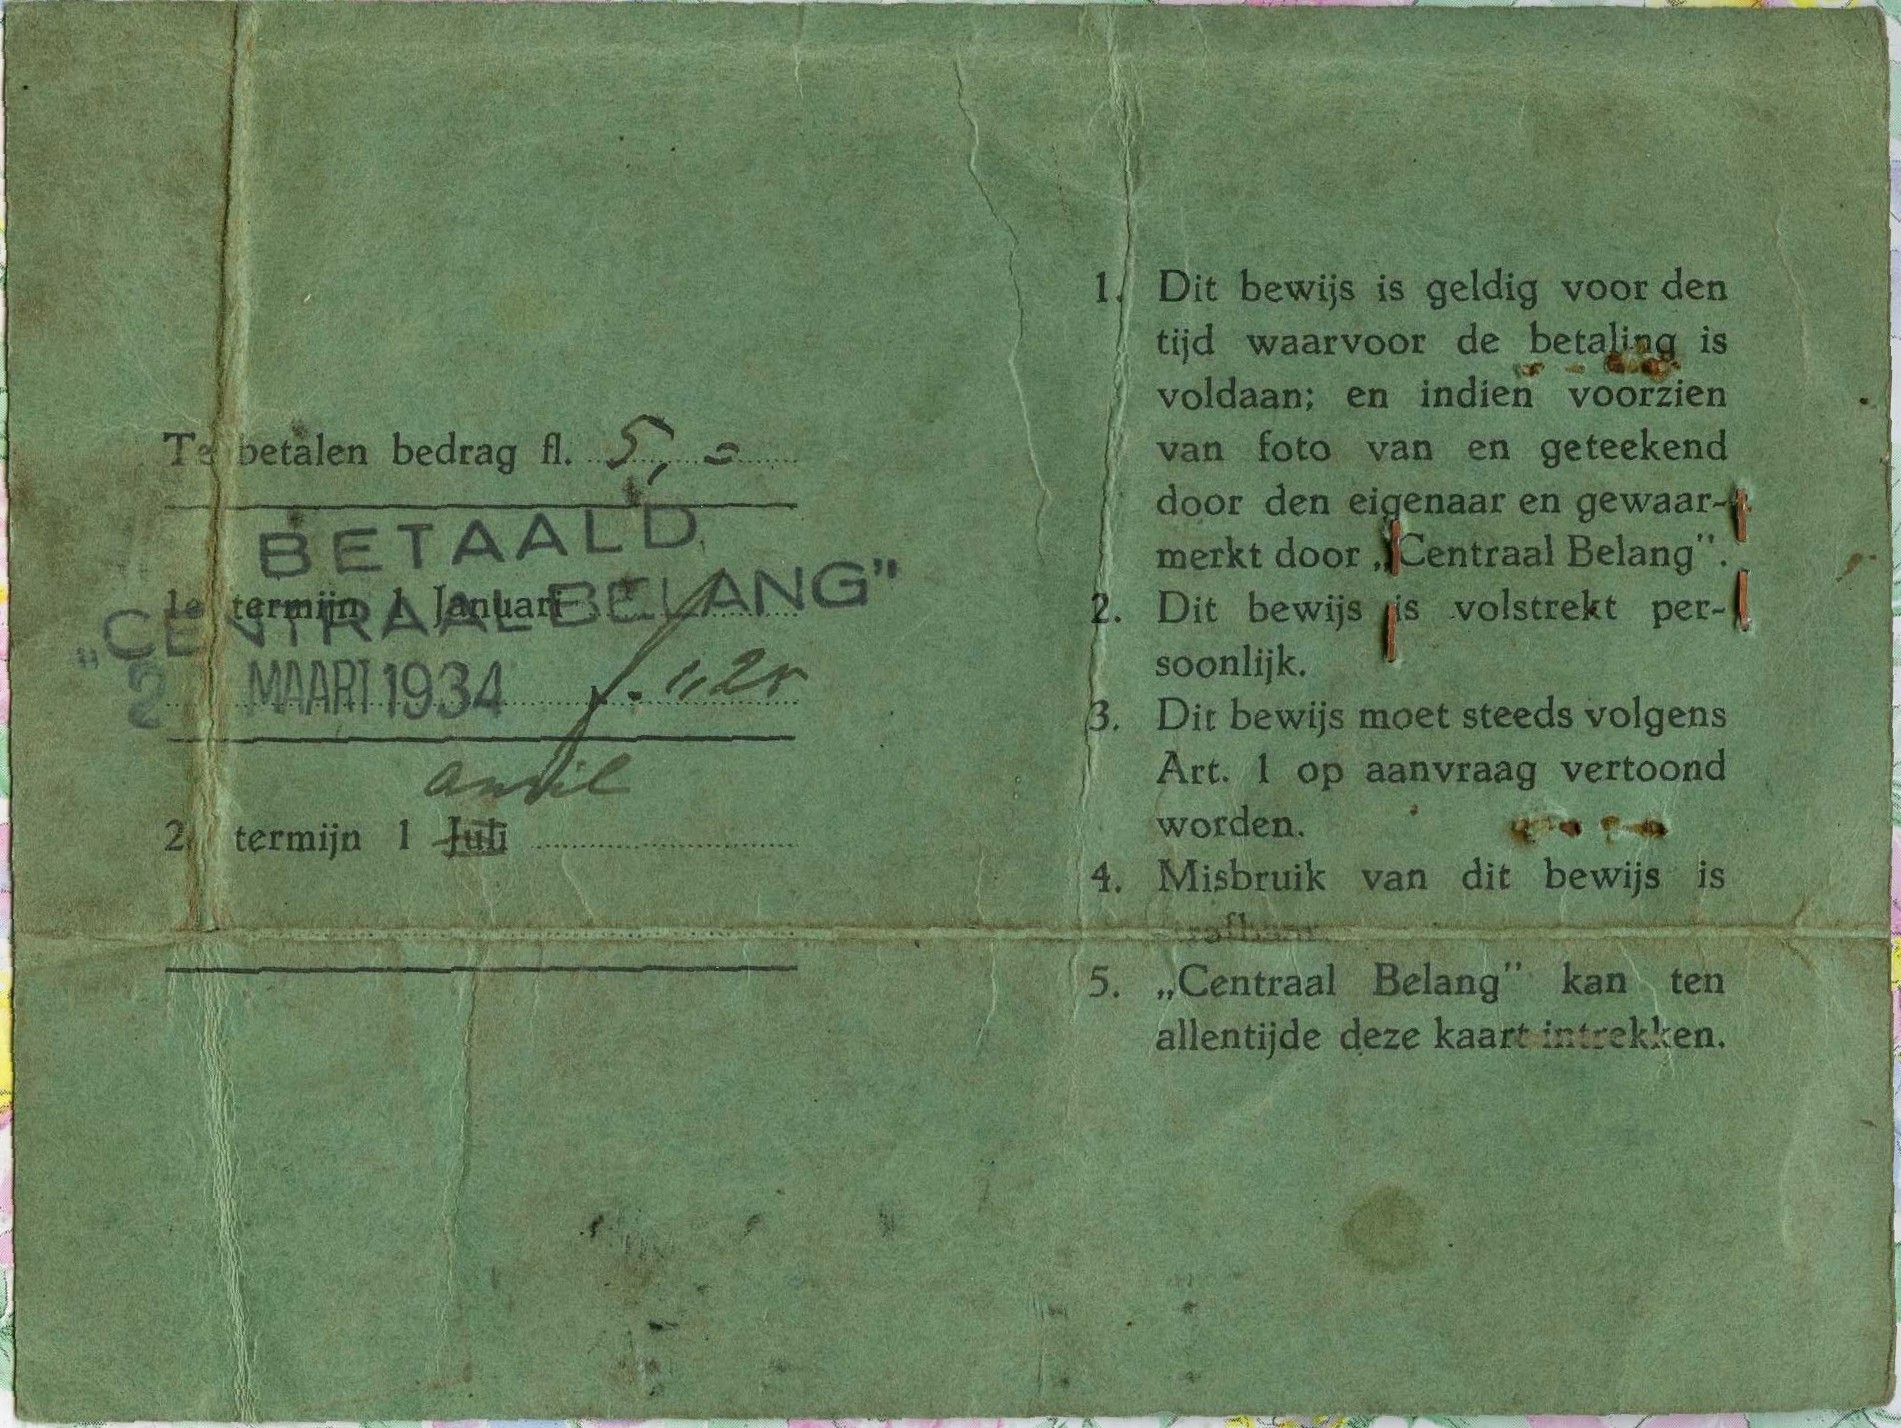 Te betalen bedrag fl. 5,=
BETAALD
1e termijn 1 Januari
„CENTRAAL BELANG"
2 MAART 1934 f. 1,25
april
2e termijn 1 Juli
1. Dit bewijs is geldig voor den
tijd waarvoor de betaling is
voldaan; en indien voorzien
van foto van en geteekend
door den eigenaar en gewaar-
merkt door „Centraal Belang".
2. Dit bewijs is volstrekt per-
soonlijk.
3. Dit bewijs moet steeds volgens
Art. 1 op aanvraag vertoond
worden.
4. Misbruik van dit bewijs is
5. „Centraal Belang" kan ten
allentijde deze kaart intrekken.